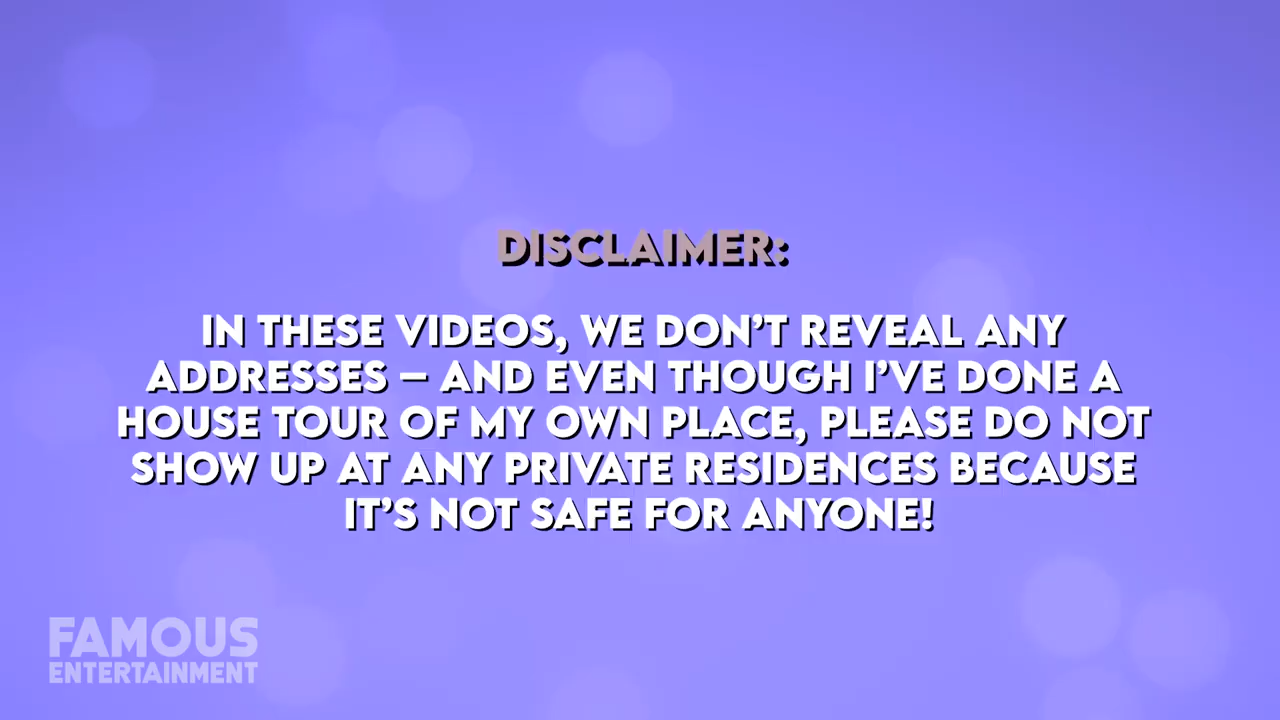 DISCLAIMER:
IN THESE VIDEOS, WE DON’T REVEAL ANY
ADDRESSES – AND EVEN THOUGH I’VE DONE A
HOUSE TOUR OF MY OWN PLACE, PLEASE DO NOT
SHOW UP AT ANY PRIVATE RESIDENCES BECAUSE
IT’S NOT SAFE FOR ANYONE!
FAMOUS
ENTERTAINMENT